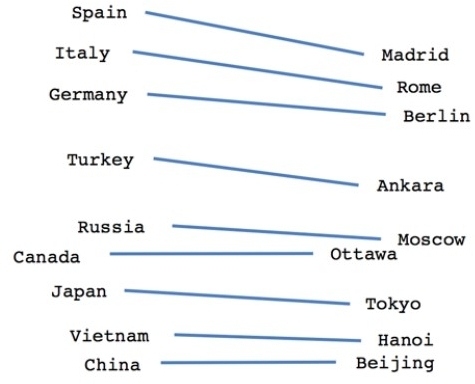 Spain Madrid
Italy Rome
Germany Berlin
Turkey Ankara
Russia Moscow
Canada Ottawa
Japan Tokyo
Vietnam Hanoi
China Beijing